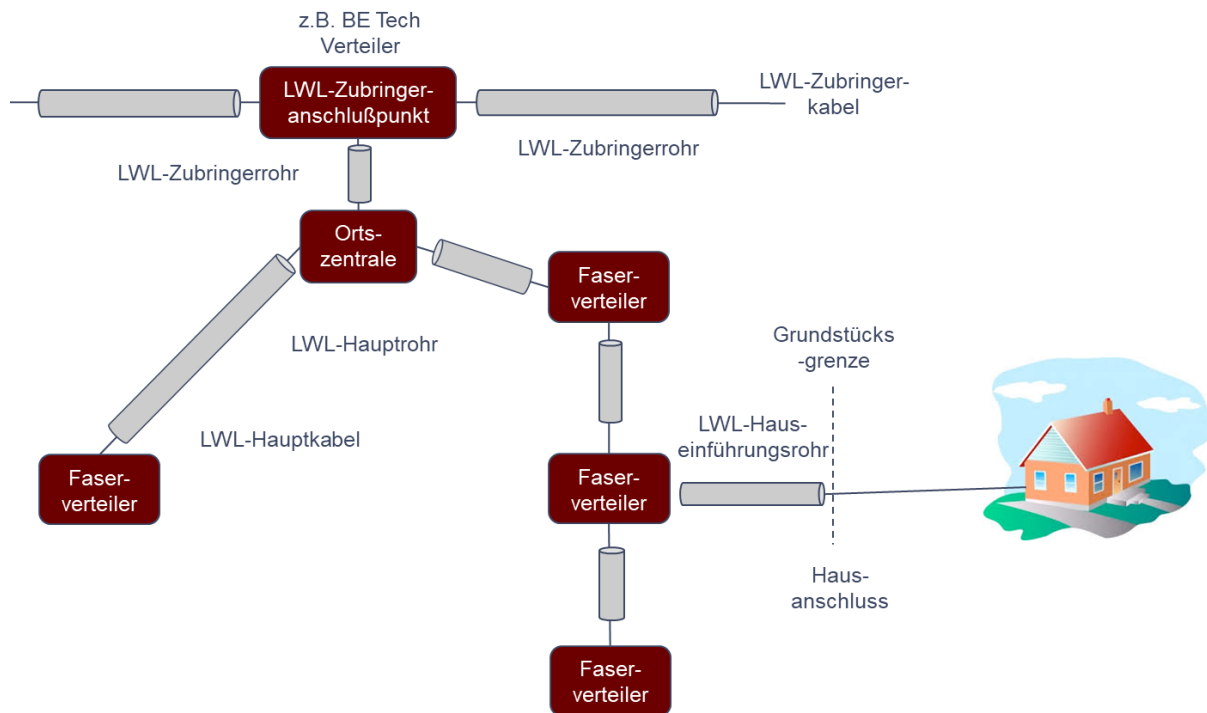 z.B. BE Tech
Verteiler
LWL-Zubringer-
anschlußpunkt
LWL-Zubringer-
kabel
LWL-Zubringerrohr
LWL-Zubringerrohr
Orts-
zentrale
Faser-
verteiler
LWL-Hauptrohr
Grundstücks
-grenze
LWL-Hauptkabel
LWL-Haus-
einführungsrohr
Faser-
verteiler
Faser-
verteiler
Haus-
anschluss
Faser-
verteiler